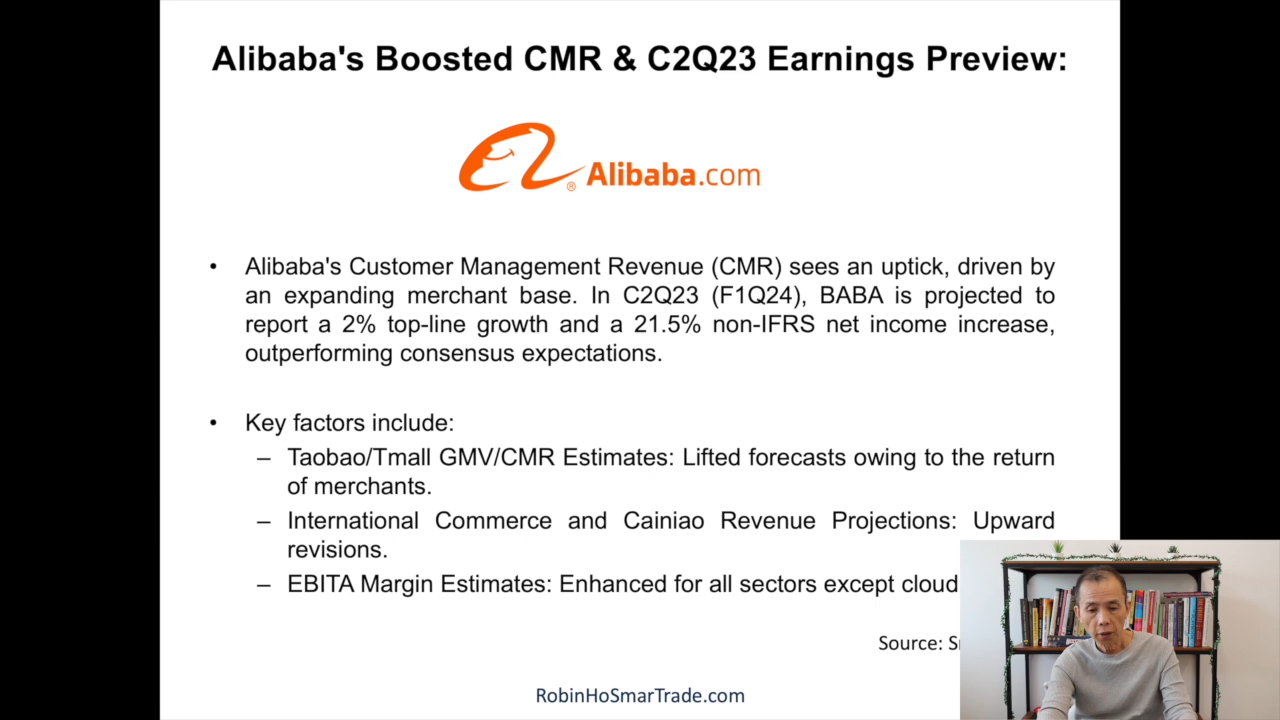 Alibaba's Boosted CMR & C2Q23 Earnings Preview:
Alibaba.com
®
• Alibaba's Customer Management Revenue (CMR) sees an uptick, driven by
an expanding merchant base. In C2Q23 (F1Q24), BABA is projected to
report a 2% top-line growth and a 21.5% non-IFRS net income increase,
outperforming consensus expectations.
• Key factors include:
– Taobao/Tmall GMV/CMR Estimates: Lifted forecasts owing to the return
of merchants.
– International Commerce and Cainiao Revenue Projections: Upward
revisions.
– EBITA Margin Estimates: Enhanced for all sectors except cloud
Source:
RobinHoSmarTrade.com